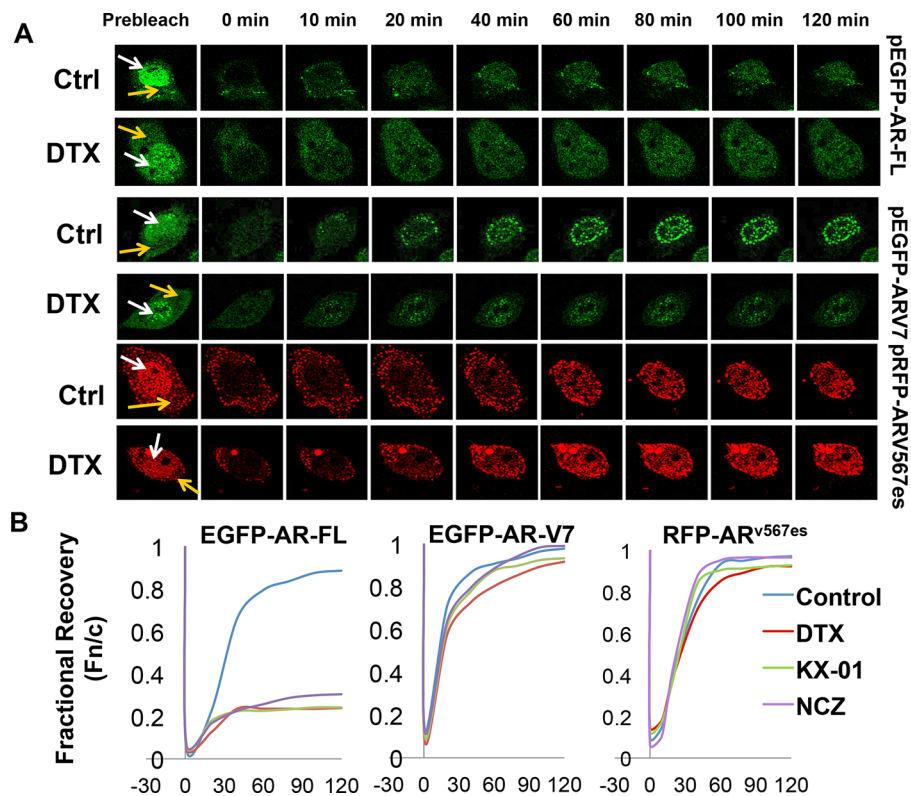 Prebleach 0 min 10 min 20 min 40 min 60 min 80 min 100 min 120 min
A
Ctrl
DTX
pEGFP-AR-FL
Ctrl
DTX
pEGFP-ARV7
Ctrl
DTX
pRFP-ARV567es
B
EGFP-AR-FL
EGFP-AR-V7
RFP-ARv567es
Fractional Recovery
(Fn/c)
1
0.8
0.6
0.4
0.2
0
-30 0 30 60 90 120
1
0.8
0.6
0.4
0.2
0
-30 0 30 60 90 120
1
0.8
0.6
0.4
0.2
0
-30 0 30 60 90 120
Control
DTX
KX-01
NCZ